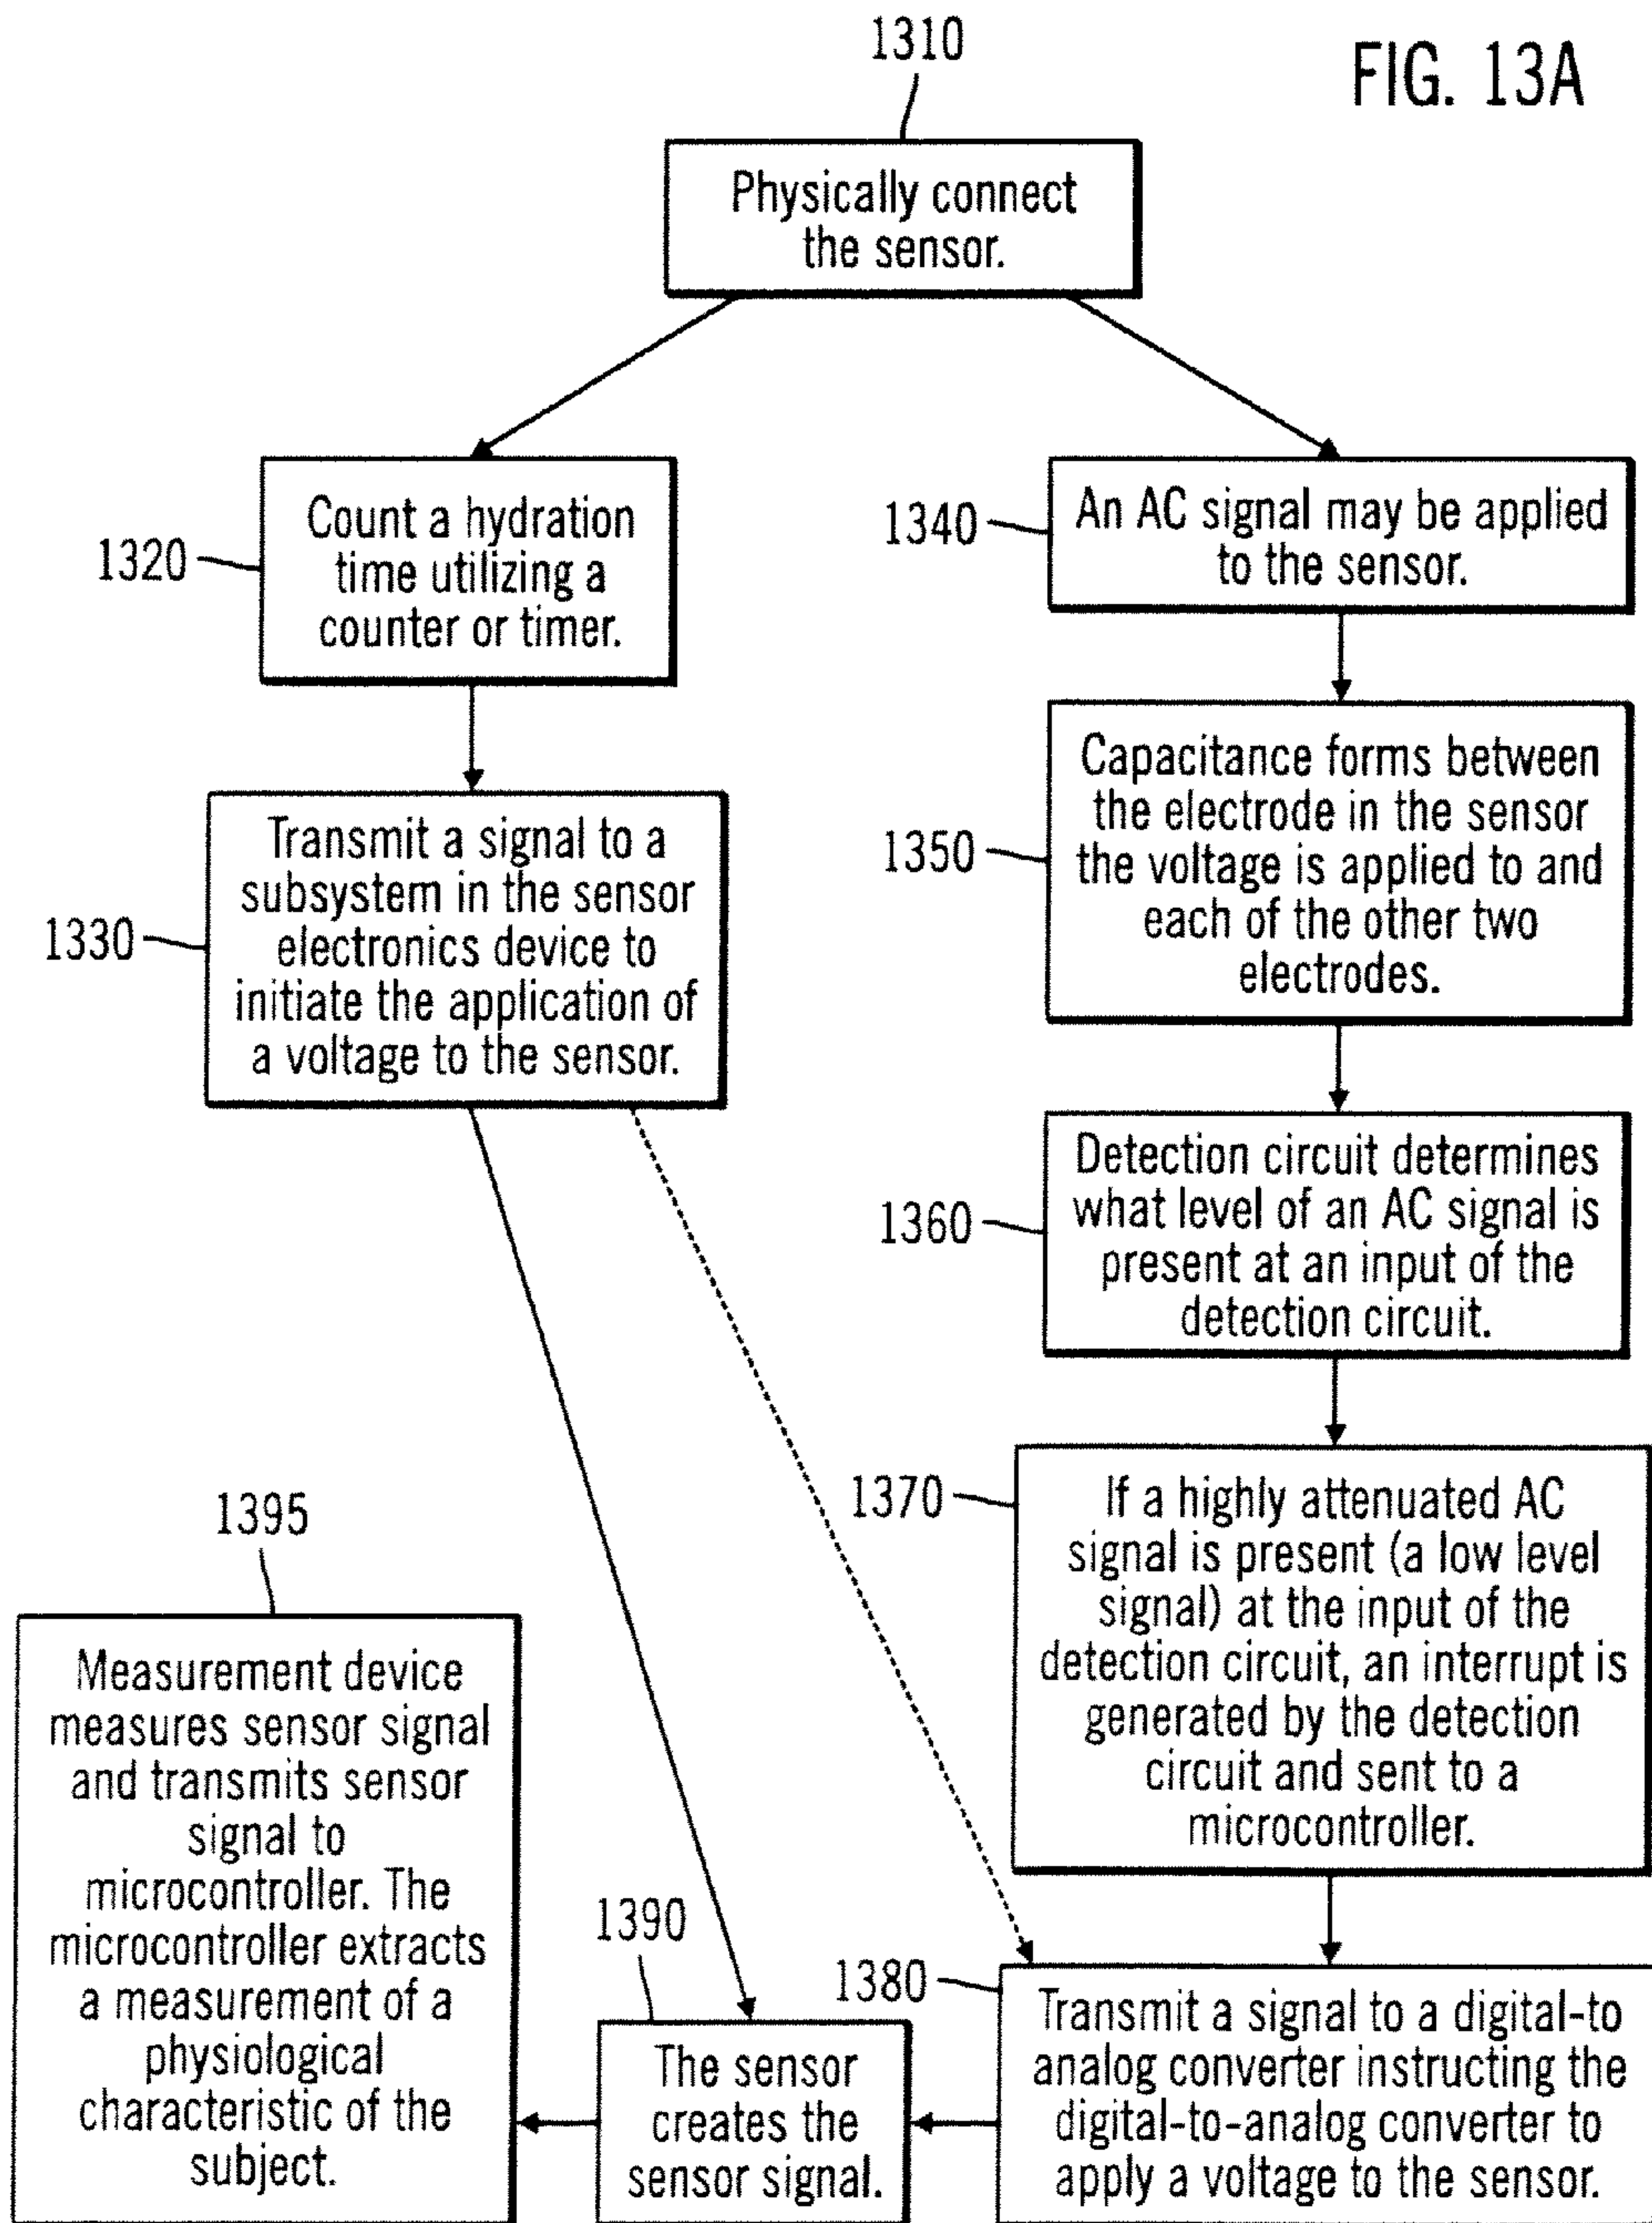 FIG. 13A
1310
Physically connect
the sensor.
1320
Count a hydration
time utilizing a
counter or timer.
1330
Transmit a signal to a
subsystem in the sensor
electronics device to
initiate the application of
a voltage to the sensor.
1340
An AC signal may be applied
to the sensor.
1350
Capacitance forms between
the electrode in the sensor
the voltage is applied to and
each of the other two
electrodes.
1360
Detection circuit determines
what level of an AC signal is
present at an input of the
detection circuit.
1370
If a highly attenuated AC
signal is present (a low level
signal) at the input of the
detection circuit, an interrupt is
generated by the detection
circuit and sent to a
microcontroller.
1380
Transmit a signal to a digital-to
analog converter instructing the
digital-to-analog converter to
apply a voltage to the sensor.
1390
The sensor
creates the
sensor signal.
1395
Measurement device
measures sensor signal
and transmits sensor
signal to
microcontroller. The
microcontroller extracts
a measurement of a
physiological
characteristic of the
subject.